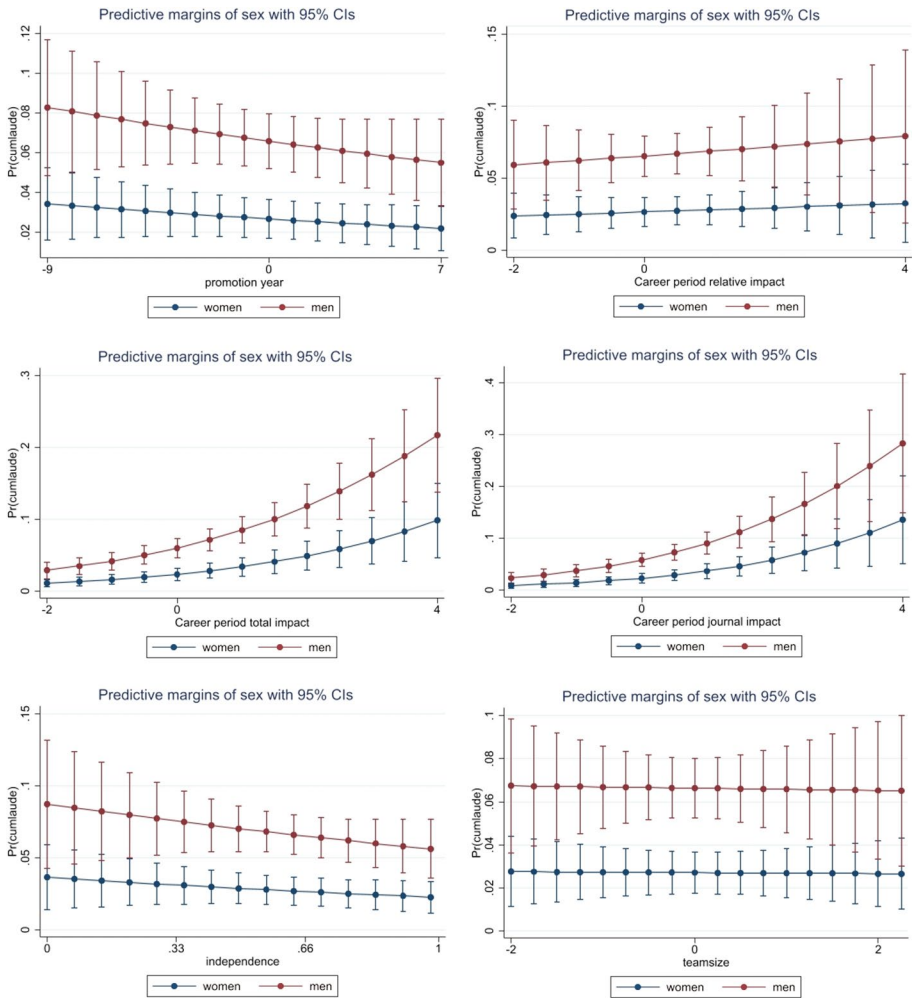 Predictive margins of sex with 95% CIs
Pr(cumlaude)
.12
.1
.08
.06
.04
.02
-9 0 7
promotion year
women men
Predictive margins of sex with 95% CIs
Pr(cumlaude)
.15
.1
.05
0
-2 0 4
Career period relative impact
women men
Predictive margins of sex with 95% CIs
Pr(cumlaude)
.3
.2
.1
0
-2 0 4
Career period total impact
women men
Predictive margins of sex with 95% CIs
Pr(cumlaude)
.4
.3
.2
.1
0
-2 0 4
Career period journal impact
women men
Predictive margins of sex with 95% CIs
Pr(cumlaude)
.15
.1
.05
0
0 .33 .66 1
independence
women men
Predictive margins of sex with 95% CIs
Pr(cumlaude)
.1
.08
.06
.04
.02
0
-2 0 2
teamsize
women men